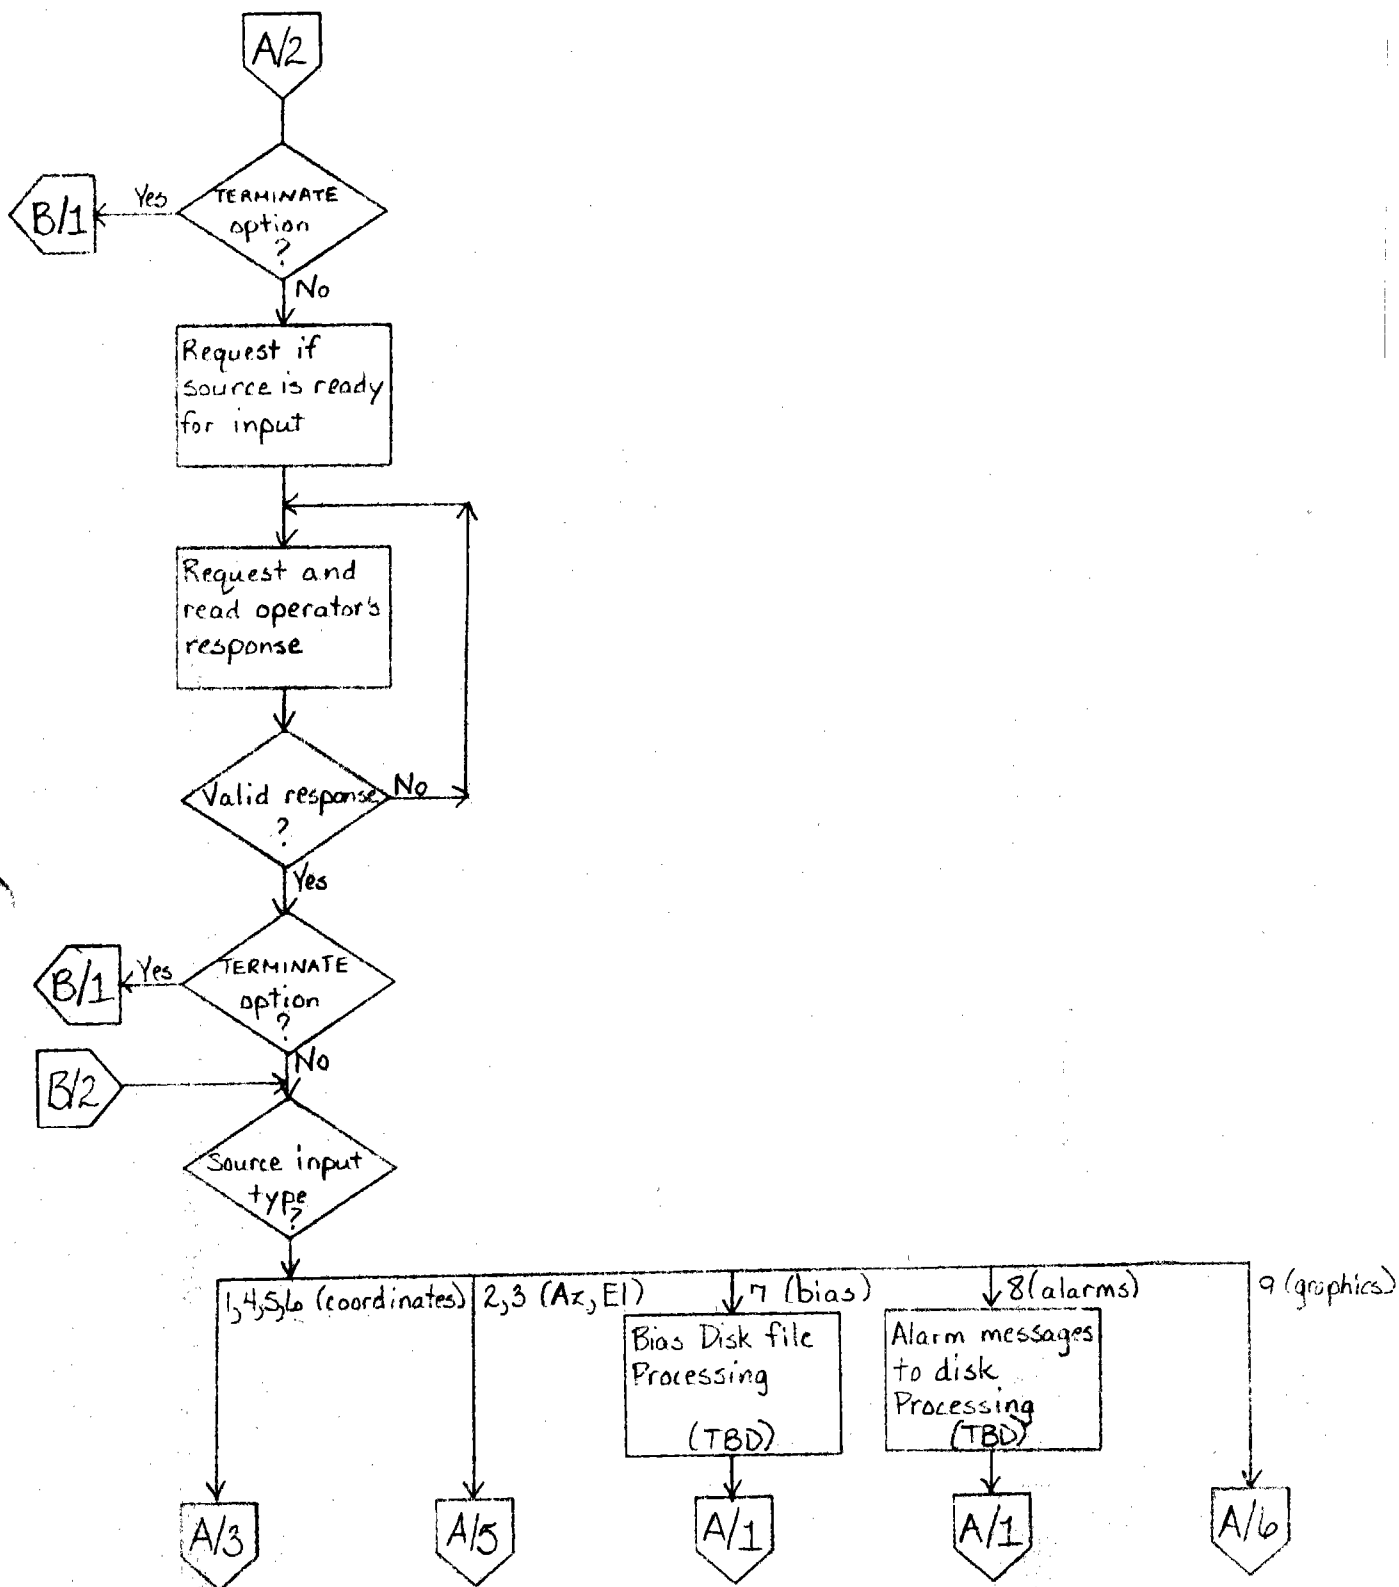 A/2
TERMINATE
option
?
Yes
B/1
No
Request if
source is ready
for input
Request and
read operator's
response
Valid response
?
No
Yes
TERMINATE
option
?
Yes
B/1
No
B/2
Source input
type
?
1,4,5,6 (coordinates)
2,3 (Az, El)
7 (bias)
8 (alarms)
9 (graphics)
Bias Disk file
Processing
(TBD)
Alarm messages
to disk
Processing
(TBD)
A/3
A/5
A/1
A/1
A/6